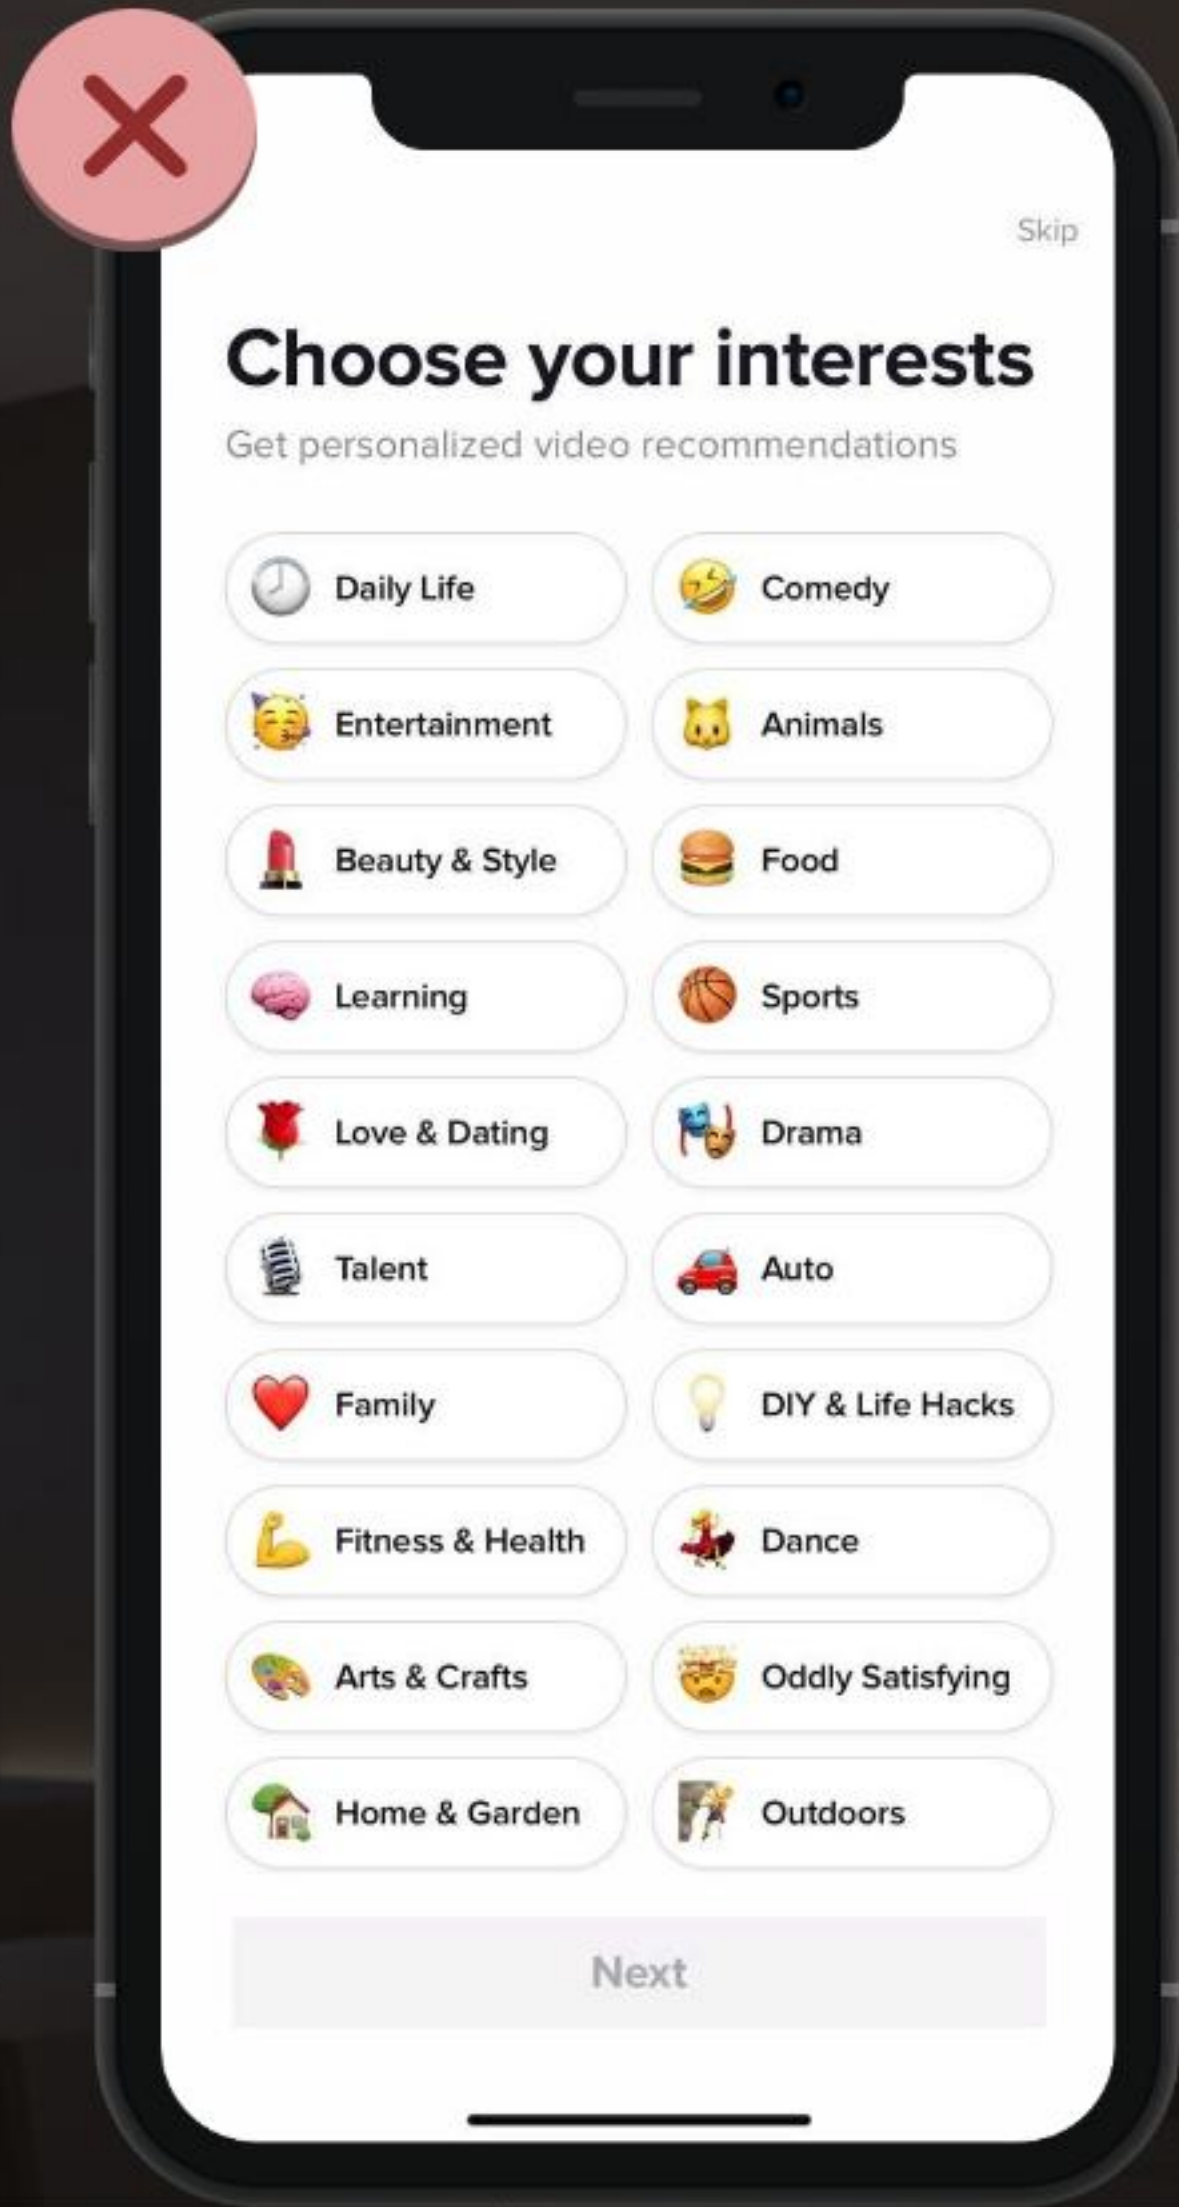 Skip
Choose your interests
Get personalized video recommendations
Daily Life
Comedy
Entertainment
Animals
Beauty & Style
Food
Learning
Sports
Love & Dating
Drama
Talent
Auto
Family
DIY & Life Hacks
Fitness & Health
Dance
Arts & Crafts
Oddly Satisfying
Home & Garden
Outdoors
Next